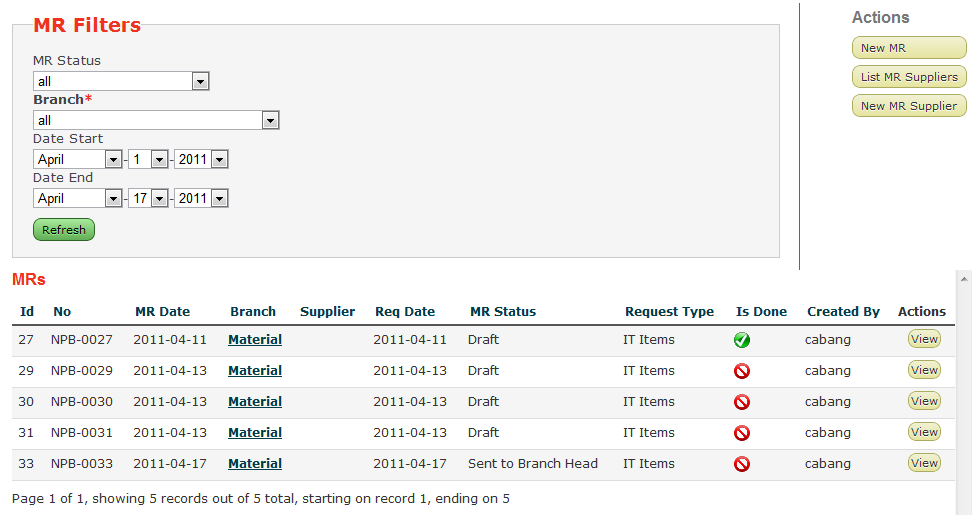 MR Filters
MR Status
all
Branch*
all
Date Start
April - 1 - 2011
Date End
April - 17 - 2011
Refresh
Actions
New MR
List MR Suppliers
New MR Supplier
MRs
Id No MR Date Branch Supplier Req Date MR Status Request Type Is Done Created By Actions
27 NPB-0027 2011-04-11 Material 2011-04-11 Draft IT Items cabang View
29 NPB-0029 2011-04-13 Material 2011-04-13 Draft IT Items cabang View
30 NPB-0030 2011-04-13 Material 2011-04-13 Draft IT Items cabang View
31 NPB-0031 2011-04-13 Material 2011-04-13 Draft IT Items cabang View
33 NPB-0033 2011-04-17 Material 2011-04-17 Sent to Branch Head IT Items cabang View
Page 1 of 1, showing 5 records out of 5 total, starting on record 1, ending on 5